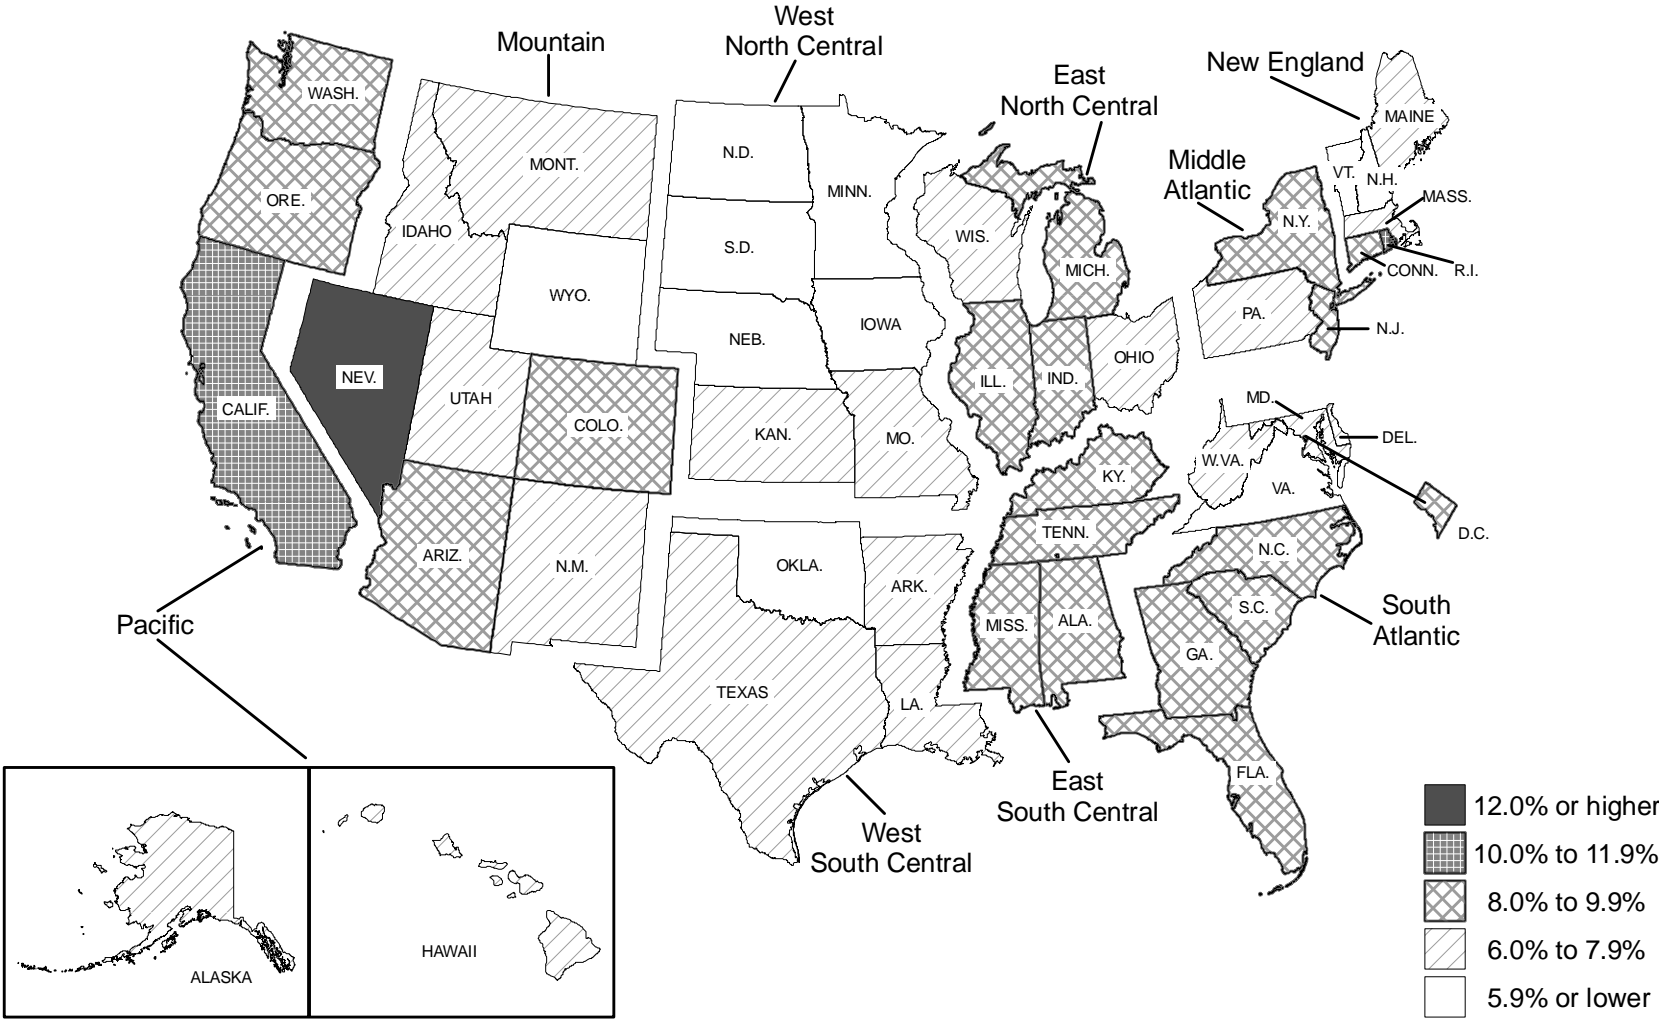 West
North Central
Mountain
New England
East
North Central
Middle
Atlantic
WASH.
MAINE
N.D.
MONT.
VT.
N.H.
MINN.
MASS.
ORE.
N.Y.
IDAHO
WIS.
S.D.
MICH.
CONN.
R.I.
WYO.
PA.
IOWA
N.J.
NEB.
OHIO
NEV.
ILL.
IND.
UTAH
MD.
CALIF.
COLO.
KAN.
MO.
DEL.
W.VA.
KY.
VA.
TENN.
D.C.
N.C.
ARIZ.
N.M.
OKLA.
ARK.
S.C.
South
Atlantic
Pacific
MISS.
ALA.
GA.
TEXAS
LA.
FLA.
East
South Central
West
South Central
12.0% or higher
10.0% to 11.9%
8.0% to 9.9%
6.0% to 7.9%
5.9% or lower
HAWAII
ALASKA